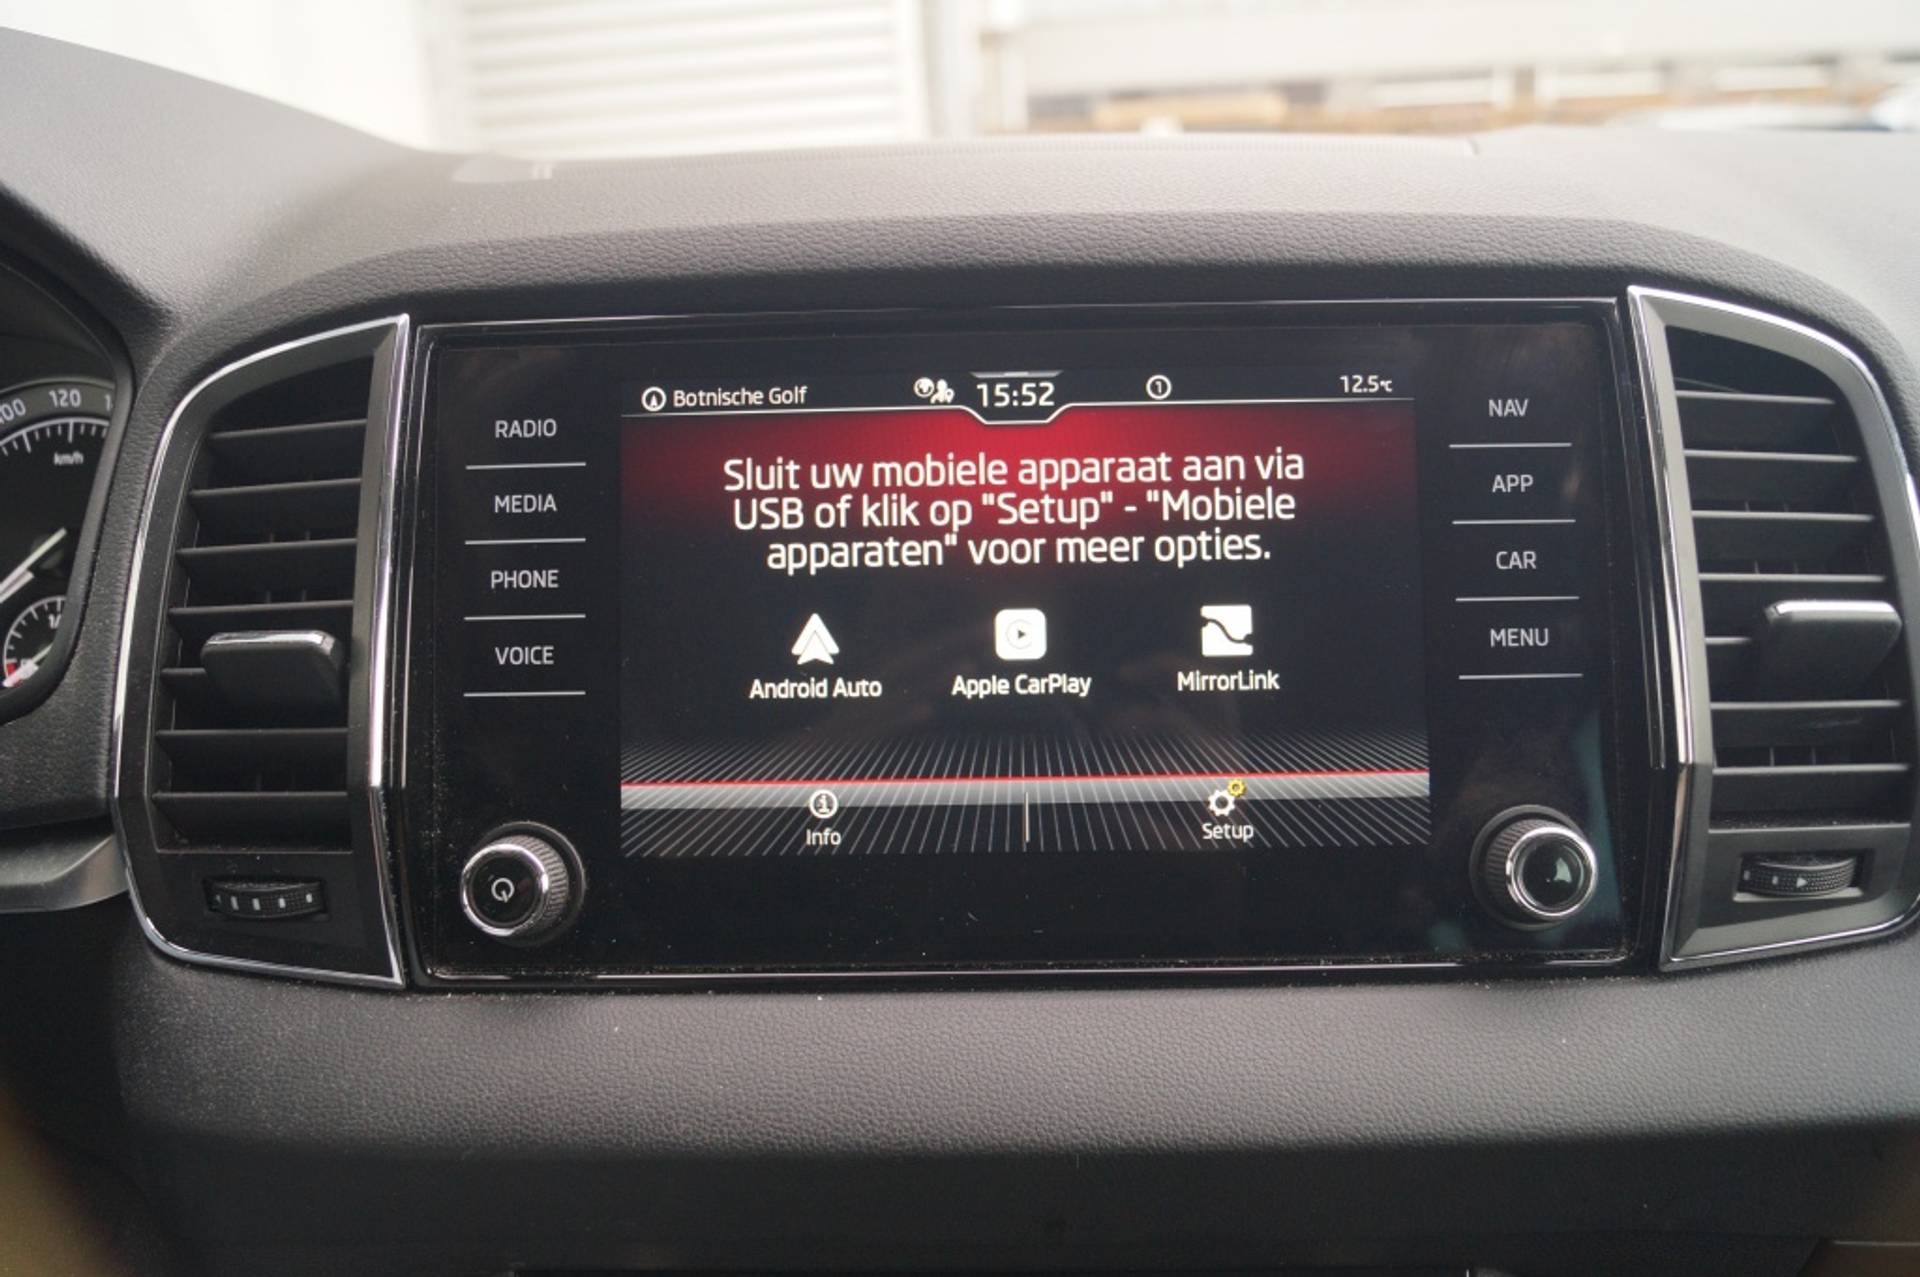 120
km/h
Botnische Golf
15:52
1
12.5°C
RADIO
MEDIA
PHONE
VOICE
Sluit uw mobiele apparaat aan via
USB of klik op "Setup" - "Mobiele
apparaten" voor meer opties.
Android Auto
Apple CarPlay
MirrorLink
Info
Setup
NAV
APP
CAR
MENU